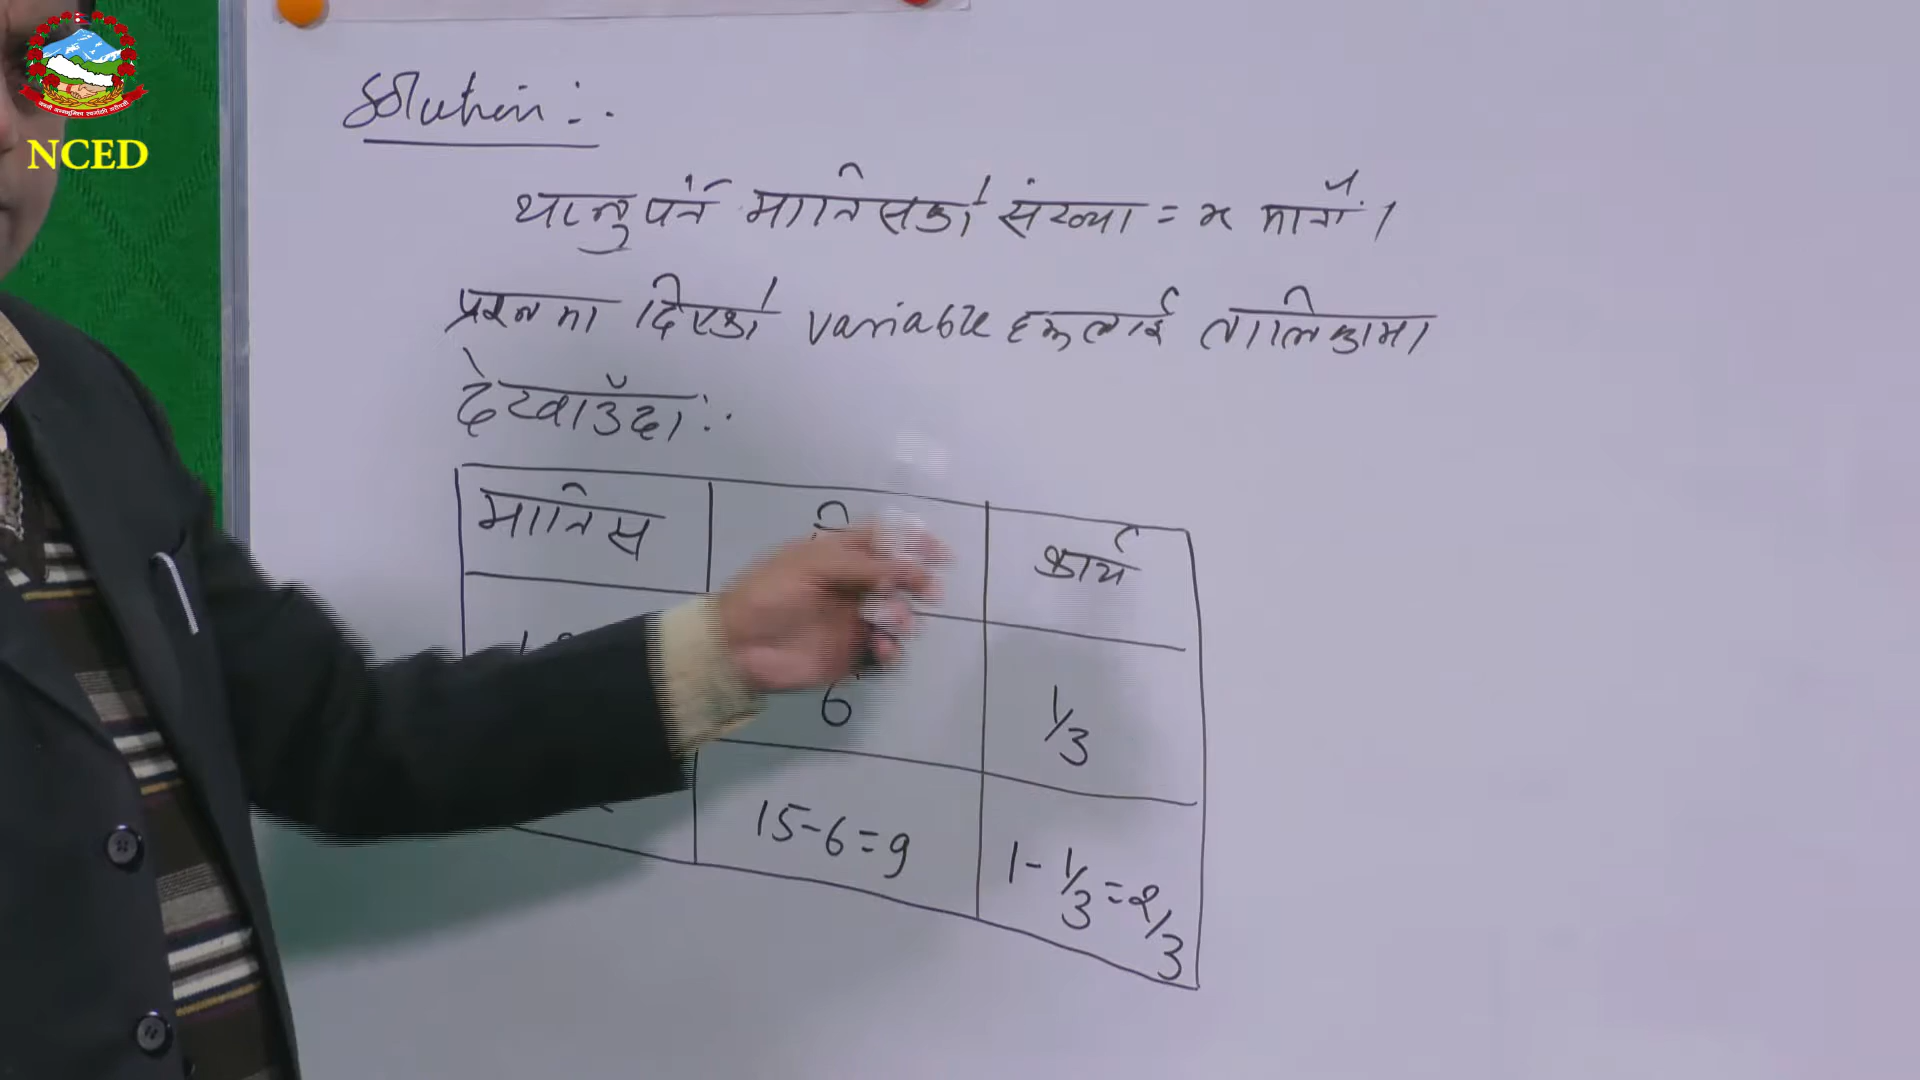 NCED
Solution :-
थप्नु पर्ने मानिसको संख्या = x मानौं ।
प्रश्नमा दिएको variable हरूलाई तालिकामा
देखाउँदा :-
मानिस कार्य
6 1/3
15-6=9 1-1/3=2/3